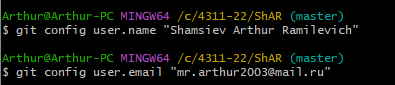 Arthur@Arthur-PC MINGW64 /c/4311-22/ShAR (master)
$ git config user.name "Shamsiev Arthur Ramilevich"
Arthur@Arthur-PC MINGW64 /c/4311-22/ShAR (master)
$ git config user.email "mr.arthur2003@mail.ru"